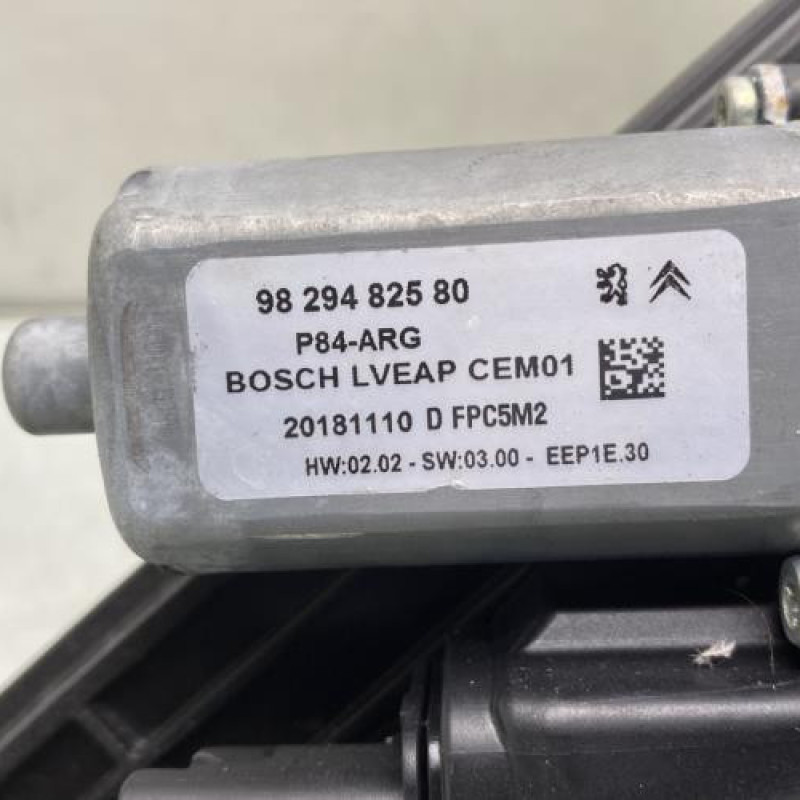 98 294 825 80
P84-ARG
BOSCH LVEAP CEM01
20181110 D FPC5M2
HW:02.02 - SW:03.00 - EEP1E.30